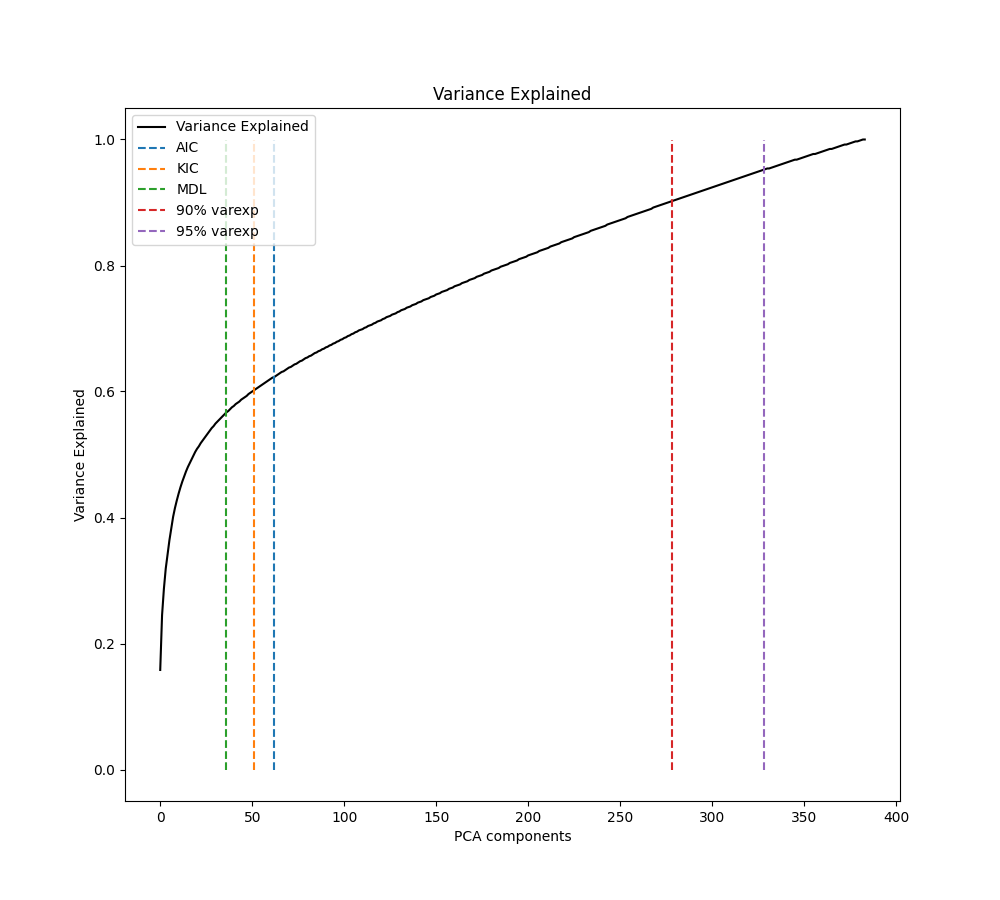 Variance Explained
Variance Explained
AIC
KIC
MDL
90% varexp
95% varexp
1.0
0.8
0.6
0.4
0.2
0.0
Variance Explained
0 50 100 150 200 250 300 350 400
PCA components